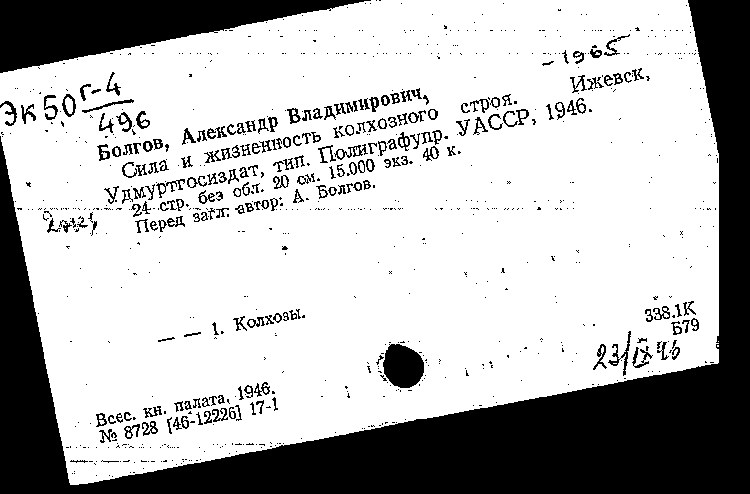 - 1965
Эк50 Г-4
496
Болгов, Александр Владимирович,
Сила и жизненность колхозного строя. Ижевск,
Удмуртгосиздат, тип. Полиграфупр. УАССР, 1946.
24 стр. без обл. 20 см. 15.000 экз. 40 к.
Перед загл. автор: А. Болгов.
— — 1. Колхозы.
338.1К
Б79
23/IX 46
Всес. кн. палата, 1946.
№ 8728 [46-12226] 17-1